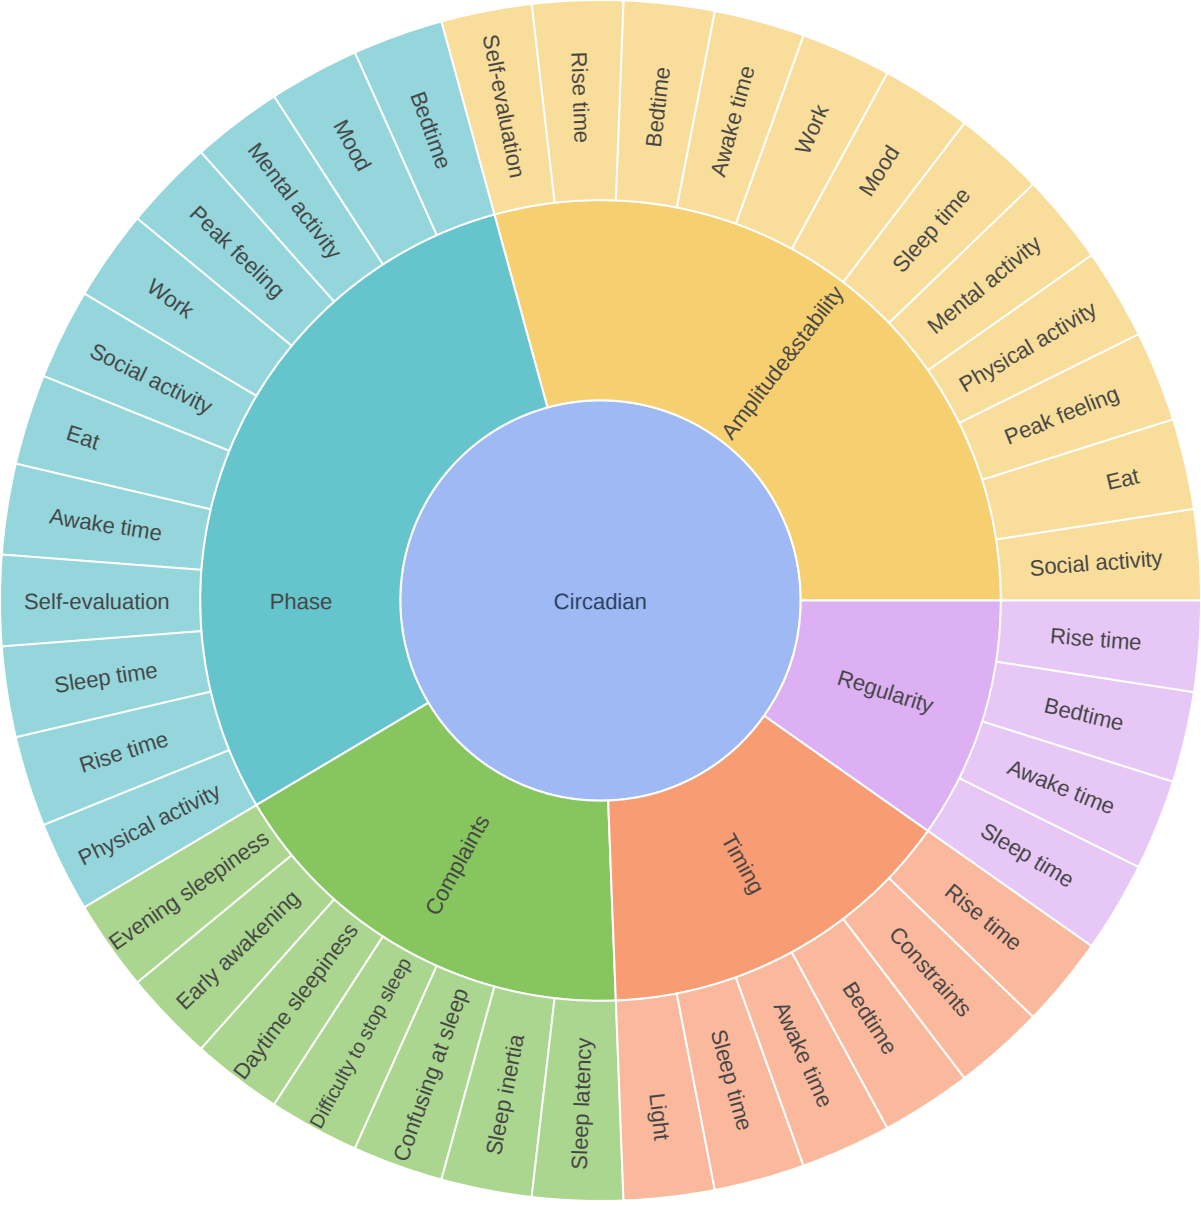 Circadian
Amplitude&stability
Self-evaluation
Rise time
Bedtime
Awake time
Work
Mood
Sleep time
Mental activity
Physical activity
Peak feeling
Eat
Social activity
Regularity
Rise time
Bedtime
Awake time
Sleep time
Timing
Rise time
Constraints
Bedtime
Awake time
Sleep time
Light
Complaints
Sleep latency
Sleep inertia
Confusing at sleep
Difficulty to stop sleep
Daytime sleepiness
Early awakening
Evening sleepiness
Phase
Physical activity
Rise time
Sleep time
Self-evaluation
Awake time
Eat
Social activity
Work
Peak feeling
Mental activity
Mood
Bedtime